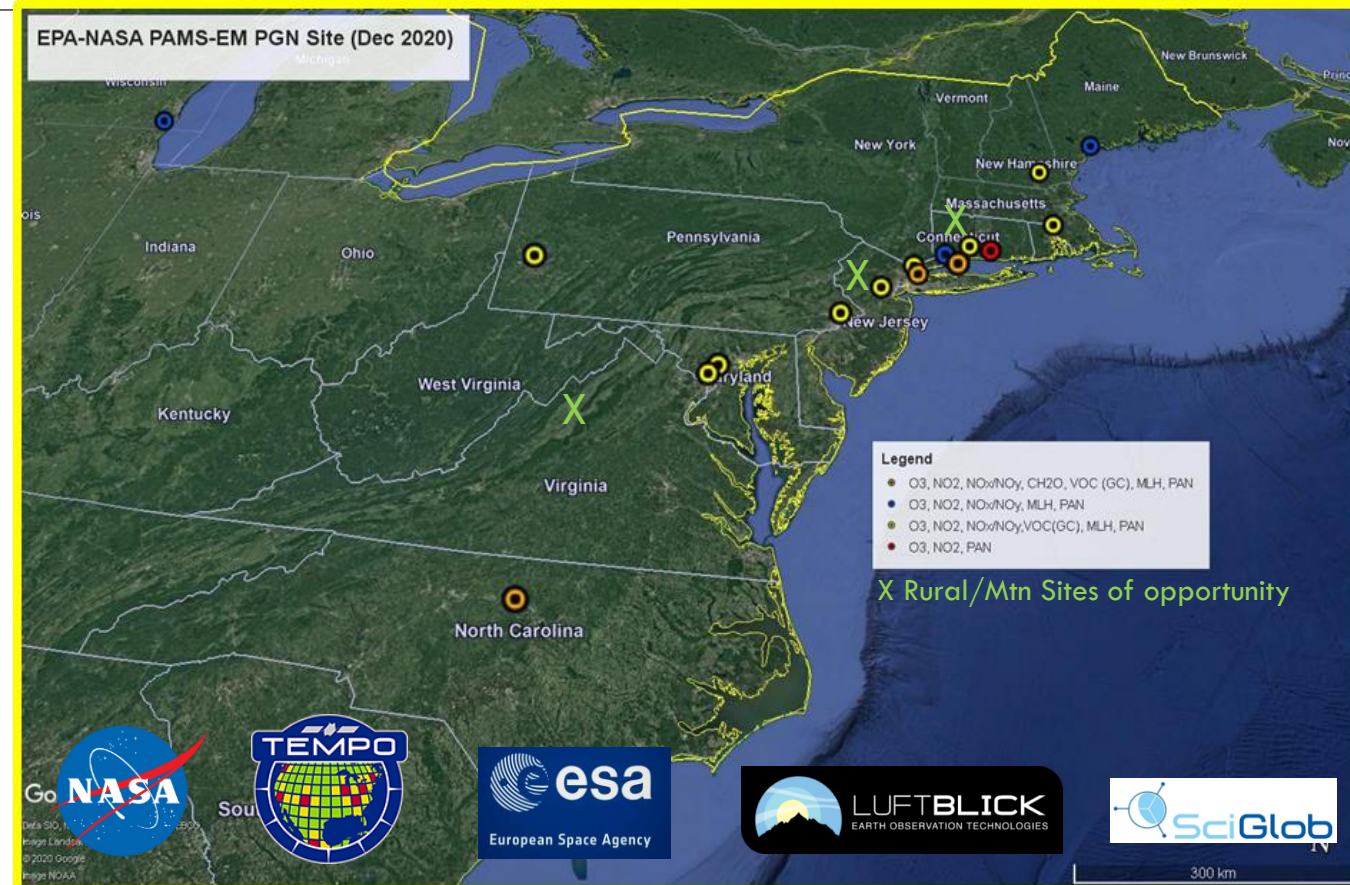 EPA-NASA PAMS-EM PGN Site (Dec 2020)
Michigan
Wisconsin
New Brunswick
Maine
Vermont
New York
New Hampshire
Massachusetts
Connecticut
Pennsylvania
Indiana
Ohio
New Jersey
West Virginia
Kentucky
Virginia
North Carolina
X
X
X
Legend
O3, NO2, NOx/NOy, CH2O, VOC (GC), MLH, PAN
O3, NO2, NOx/NOy, MLH, PAN
O3, NO2, NOx/NOy,VOC(GC), MLH, PAN
O3, NO2, PAN
X Rural/Mtn Sites of opportunity
NASA
TEMPO
esa
European Space Agency
LUFTBLICK
EARTH OBSERVATION TECHNOLOGIES
SciGlob
N
© 2020 Google
Image NOAA
300 km